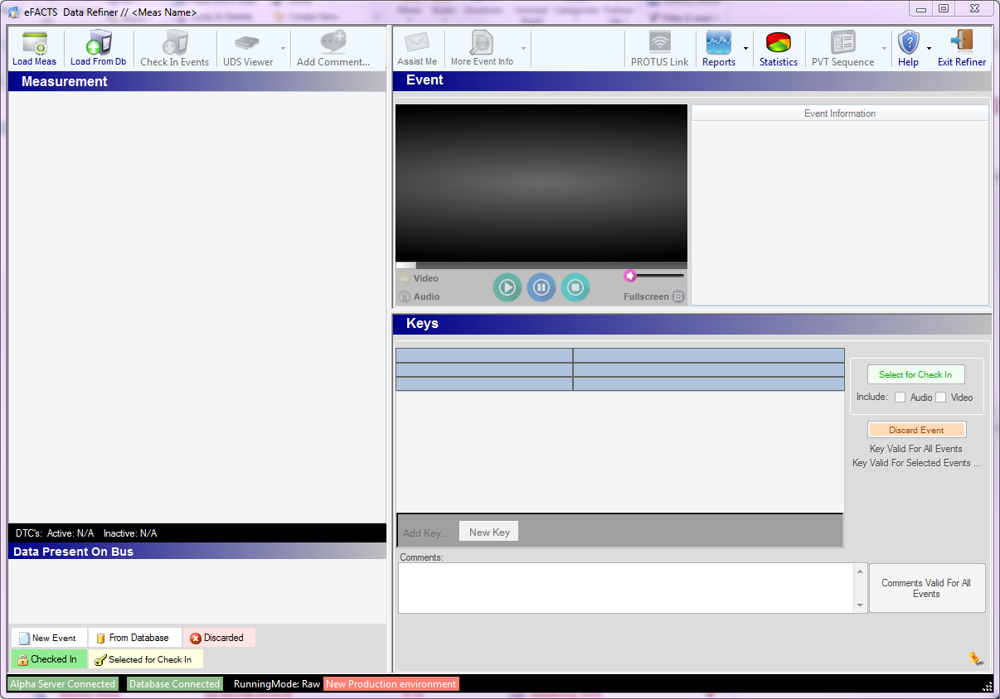 eFACTS Data Refiner // <Meas Name>
Load Meas
Load From Db
Check In Events
UDS Viewer
Add Comment...
Assist Me
More Event Info
PROTUS Link
Reports
Statistics
PVT Sequence
Help
Exit Refiner
Measurement
Event
Event Information
Video
Audio
Fullscreen
Keys
Select for Check In
Include: Audio Video
Discard Event
Key Valid For All Events
Key Valid For Selected Events ...
Add Key...
New Key
Comments:
Comments Valid For All
Events
DTC's: Active: N/A Inactive: N/A
Data Present On Bus
New Event
From Database
Discarded
Checked In
Selected for Check In
Alpha Server Connected
Database Connected
RunningMode: Raw
New Production environment